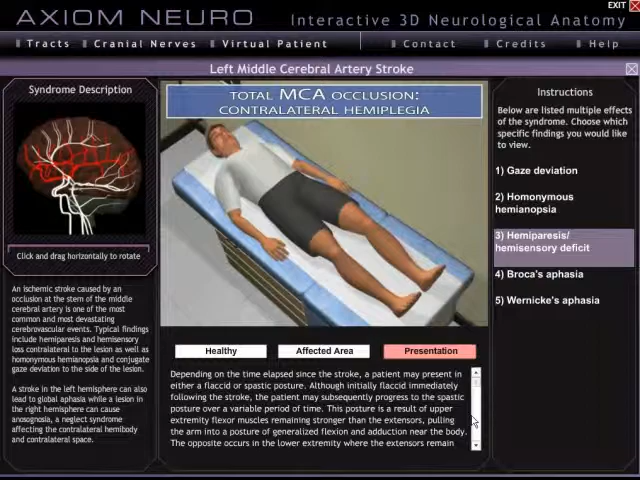 EXIT
AXIOM NEURO Interactive 3D Neurological Anatomy
Tracts Cranial Nerves Virtual Patient Contact Credits Help
Left Middle Cerebral Artery Stroke
Syndrome Description
Click and drag horizontally to rotate
An ischemic stroke caused by an
occlusion at the stem of the middle
cerebral artery is one of the most
common and most devastating
cerebrovascular events. Typical findings
include hemiparesis and hemisensory
loss contralateral to the lesion as well as
homonymous hemianopsia and conjugate
gaze deviation to the side of the lesion.
A stroke in the left hemisphere can also
lead to global aphasia while a lesion in
the right hemisphere can cause
anosognosia, a neglect syndrome
affecting the contralateral hemibody
and contralateral space.
TOTAL MCA OCCLUSION:
CONTRALATERAL HEMIPLEGIA
Healthy Affected Area Presentation
Depending on the time elapsed since the stroke, a patient may present in
either a flaccid or spastic posture. Although initially flaccid immediately
following the stroke, the patient may subsequently progress to the spastic
posture over a variable period of time. This posture is a result of upper
extremity flexor muscles remaining stronger than the extensors, pulling
the arm into a posture of generalized flexion and adduction near the body.
The opposite occurs in the lower extremity where the extensors remain
Instructions
Below are listed multiple effects
of the syndrome. Choose which
specific findings you would like
to view.
1) Gaze deviation
2) Homonymous
hemianopsia
3) Hemiparesis/
hemisensory deficit
4) Broca's aphasia
5) Wernicke's aphasia